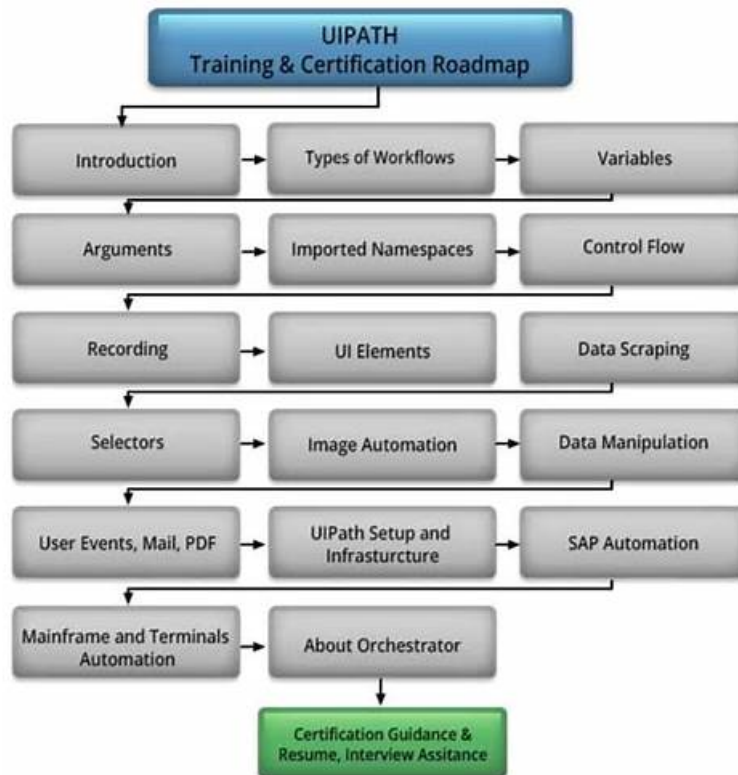 UIPATH
Training & Certification Roadmap
Introduction
Types of Workflows
Variables
Arguments
Imported Namespaces
Control Flow
Recording
UI Elements
Data Scraping
Selectors
Image Automation
Data Manipulation
User Events, Mail, PDF
UIPath Setup and
Infrasturcture
SAP Automation
Mainframe and Terminals
Automation
About Orchestrator
Certification Guidance &
Resume, Interview Assitance